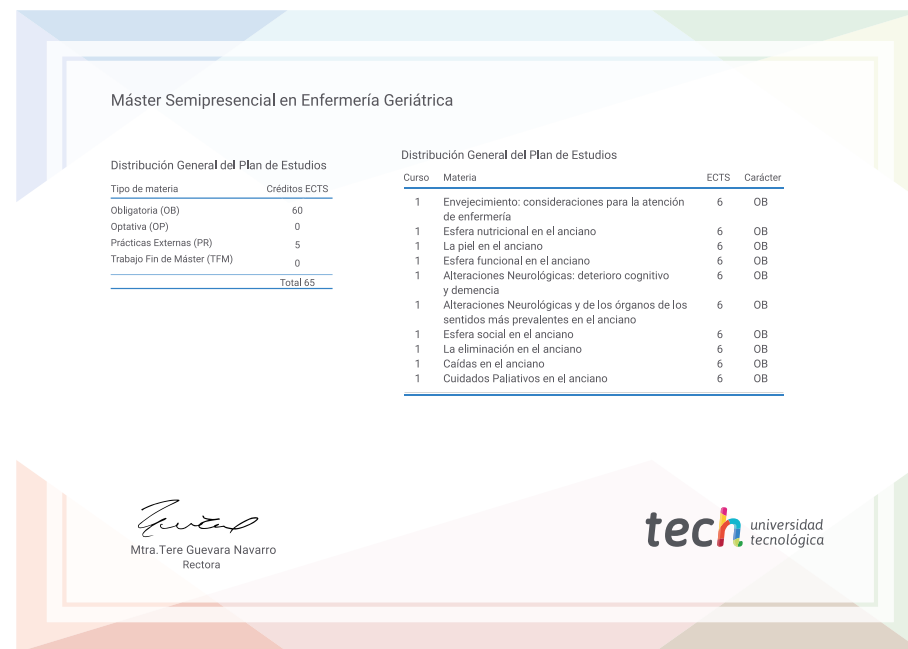 Máster Semipresencial en Enfermería Geriátrica
Distribución General del Plan de Estudios
Tipo de materia Créditos ECTS
Obligatoria (OB) 60
Optativa (OP) 0
Prácticas Externas (PR) 5
Trabajo Fin de Máster (TFM) 0
Total 65
Distribución General del Plan de Estudios
Curso Materia ECTS Carácter
1 Envejecimiento: consideraciones para la atención 6 OB
de enfermería
1 Esfera nutricional en el anciano 6 OB
1 La piel en el anciano 6 OB
1 Esfera funcional en el anciano 6 OB
1 Alteraciones Neurológicas: deterioro cognitivo 6 OB
y demencia
1 Alteraciones Neurológicas y de los órganos de los 6 OB
sentidos más prevalentes en el anciano
1 Esfera social en el anciano 6 OB
1 La eliminación en el anciano 6 OB
1 Caídas en el anciano 6 OB
1 Cuidados Paliativos en el anciano 6 OB
Mtra.Tere Guevara Navarro
Rectora
tech universidad
tecnológica